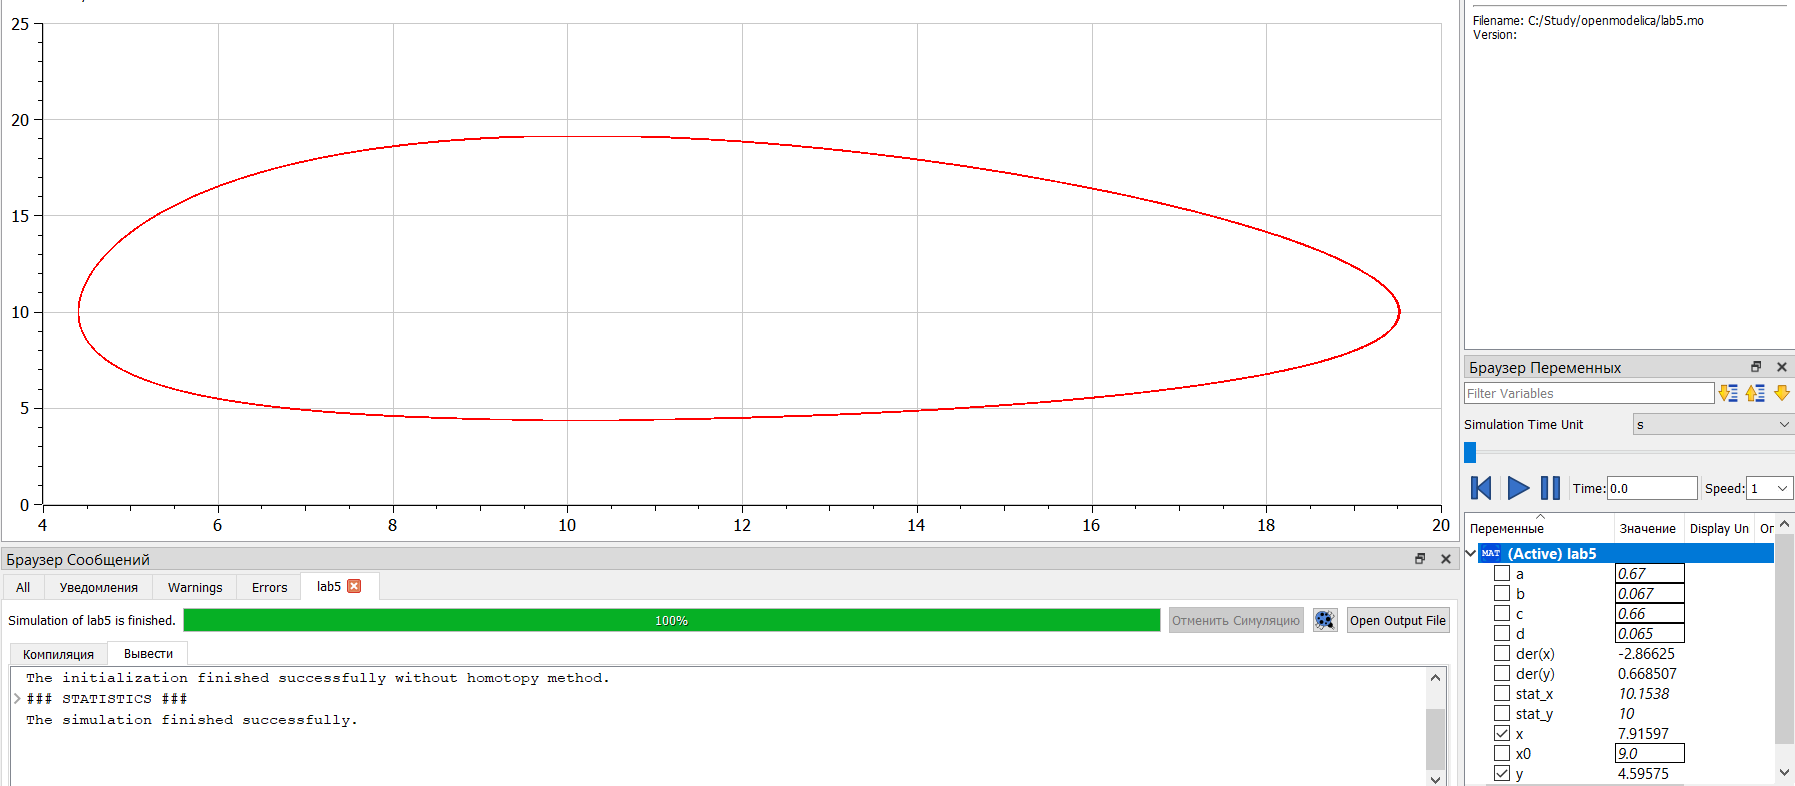 25
20
15
10
5
0
4 6 8 10 12 14 16 18 20
Filename: C:/Study/openmodelica/lab5.mo
Version:
Браузер Переменных
Filter Variables
Simulation Time Unit s
Time: 0.0 Speed: 1
Переменные Значение Display Un
MAT (Active) lab5
a 0.67
b 0.067
c 0.66
d 0.065
der(x) -2.86625
der(y) 0.668507
stat_x 10.1538
stat_y 10
x 7.91597
x0 9.0
y 4.59575
Браузер Сообщений
All Уведомления Warnings Errors lab5
Simulation of lab5 is finished. 100% Отменить Симуляцию Open Output File
Компиляция Вывести
The initialization finished successfully without homotopy method.
### STATISTICS ###
The simulation finished successfully.